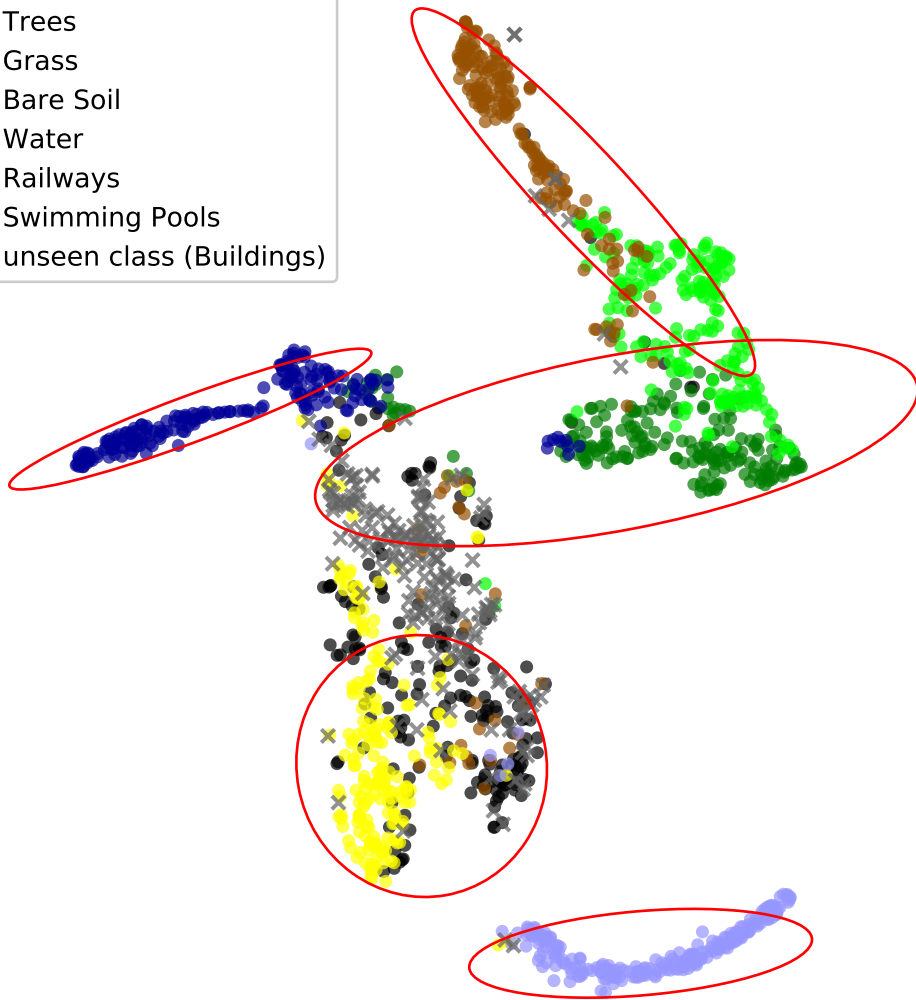 Trees
Grass
Bare Soil
Water
Railways
Swimming Pools
unseen class (Buildings)